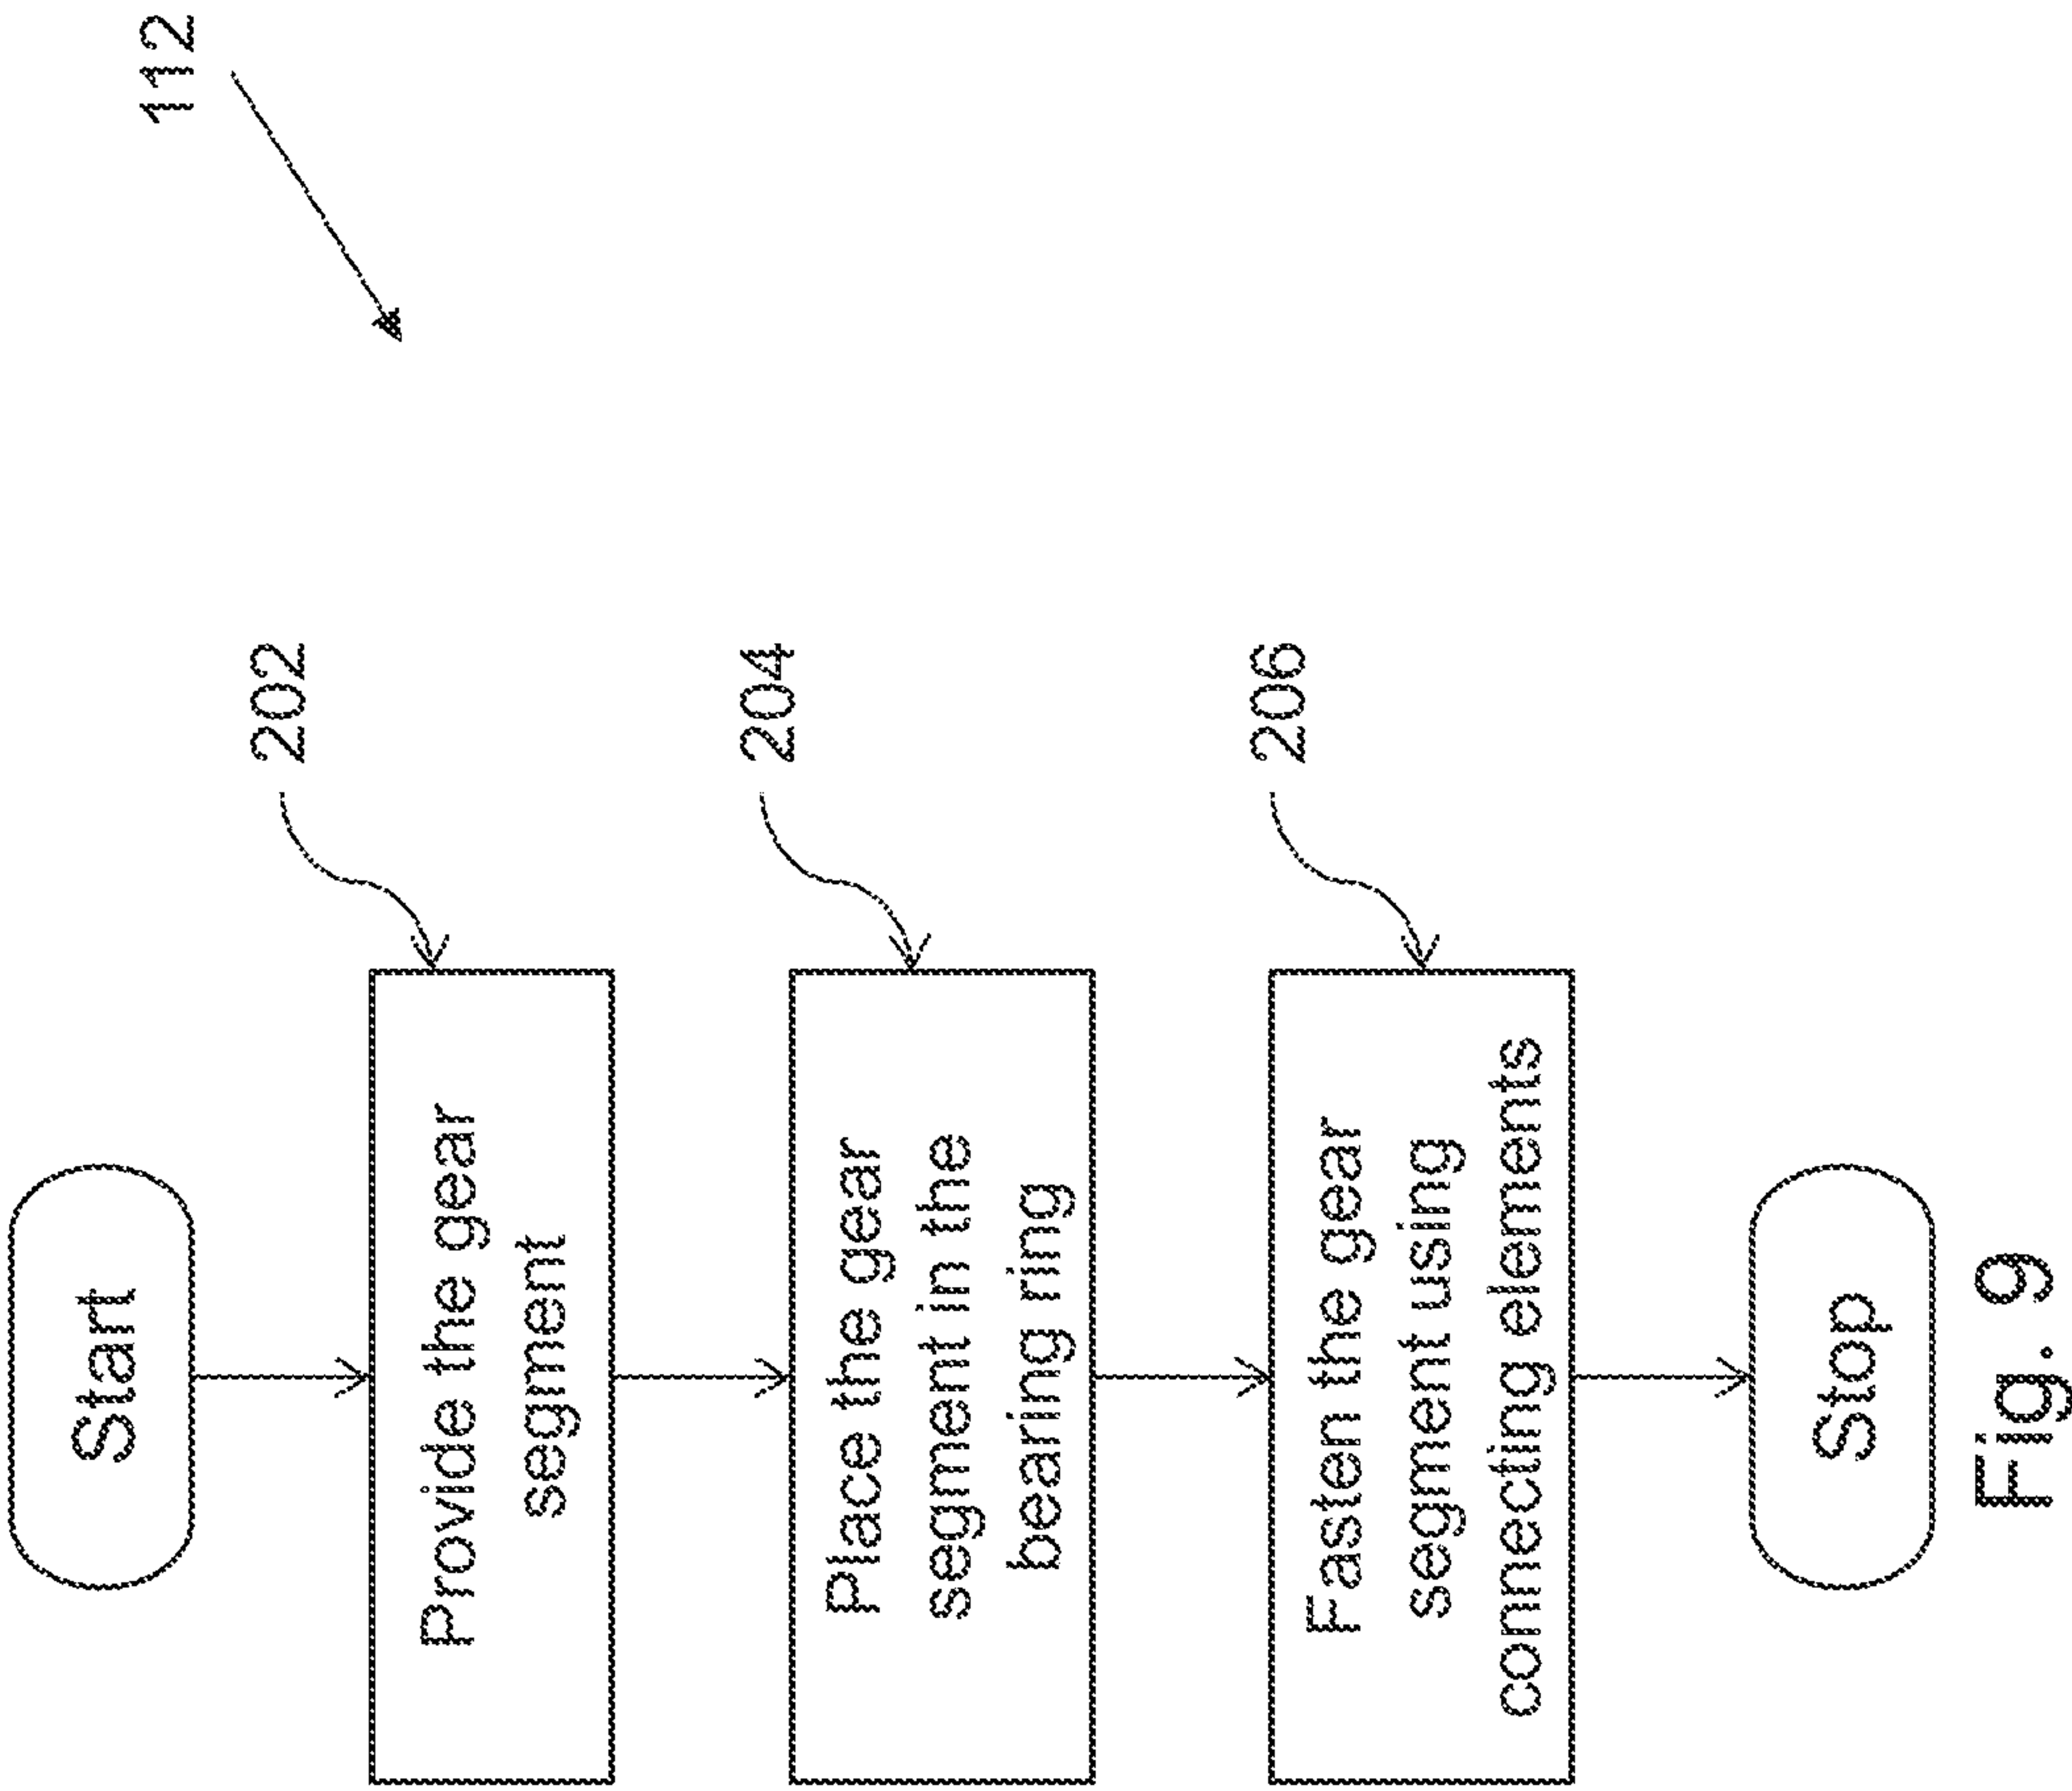 112
Start
202
Provide the gear
segment
204
Place the gear
segment in the
bearing ring
206
Fasten the gear
segment using
connecting elements
Stop
Fig. 9